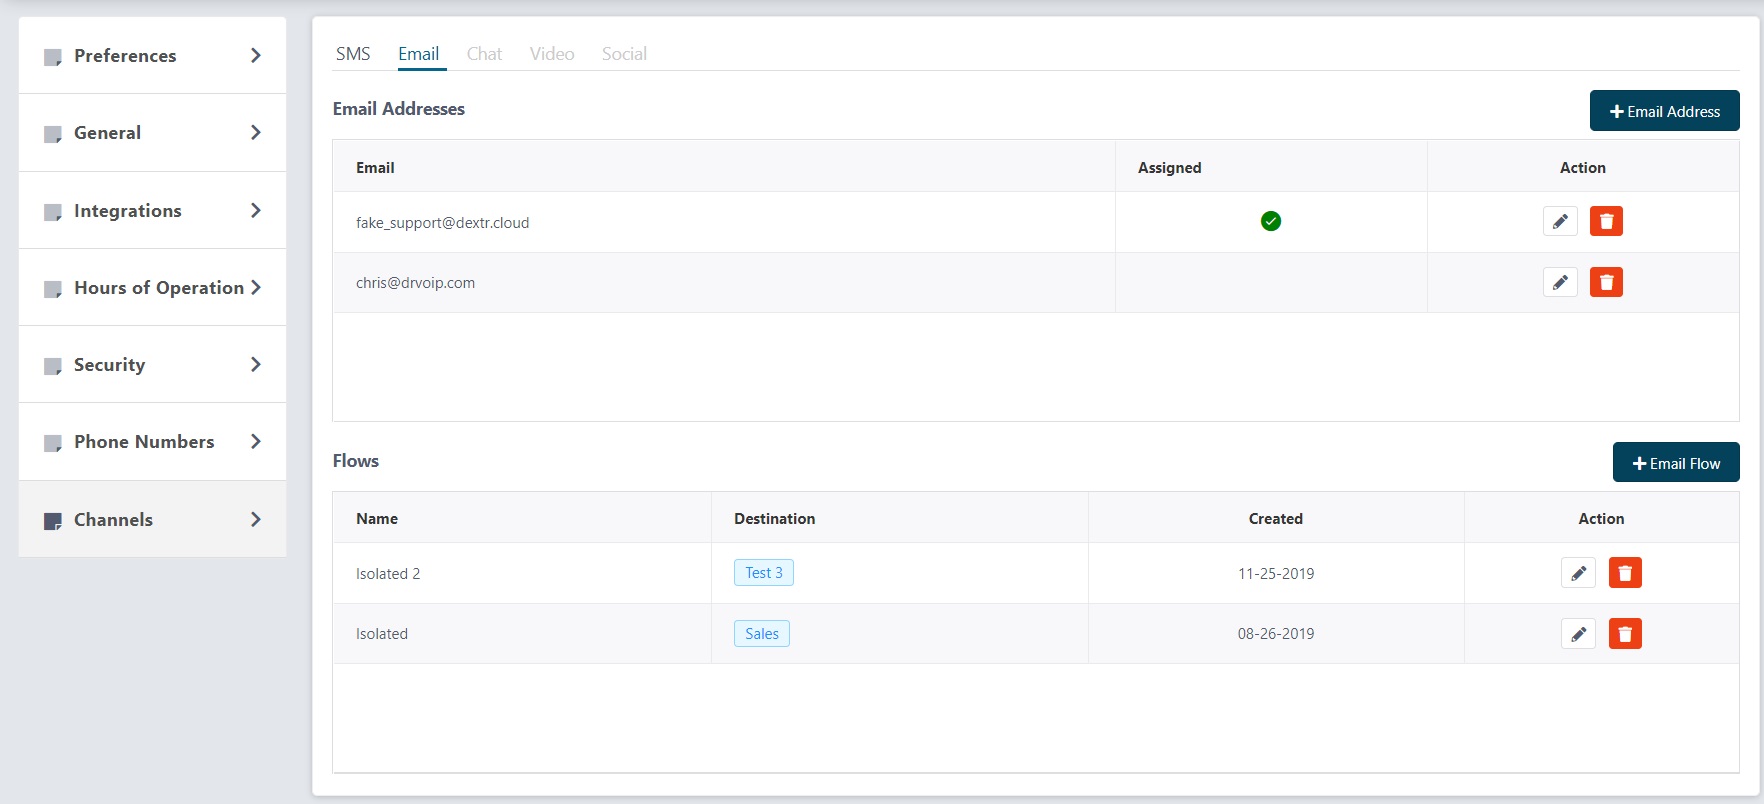 Preferences
General
Integrations
Hours of Operation
Security
Phone Numbers
Channels
SMS Email Chat Video Social
Email Addresses
Email Address
Email Assigned Action
fake_support@dextr.cloud
chris@drvoip.com
Flows
Email Flow
Name Destination Created Action
Isolated 2 Test 3 11-25-2019
Isolated Sales 08-26-2019